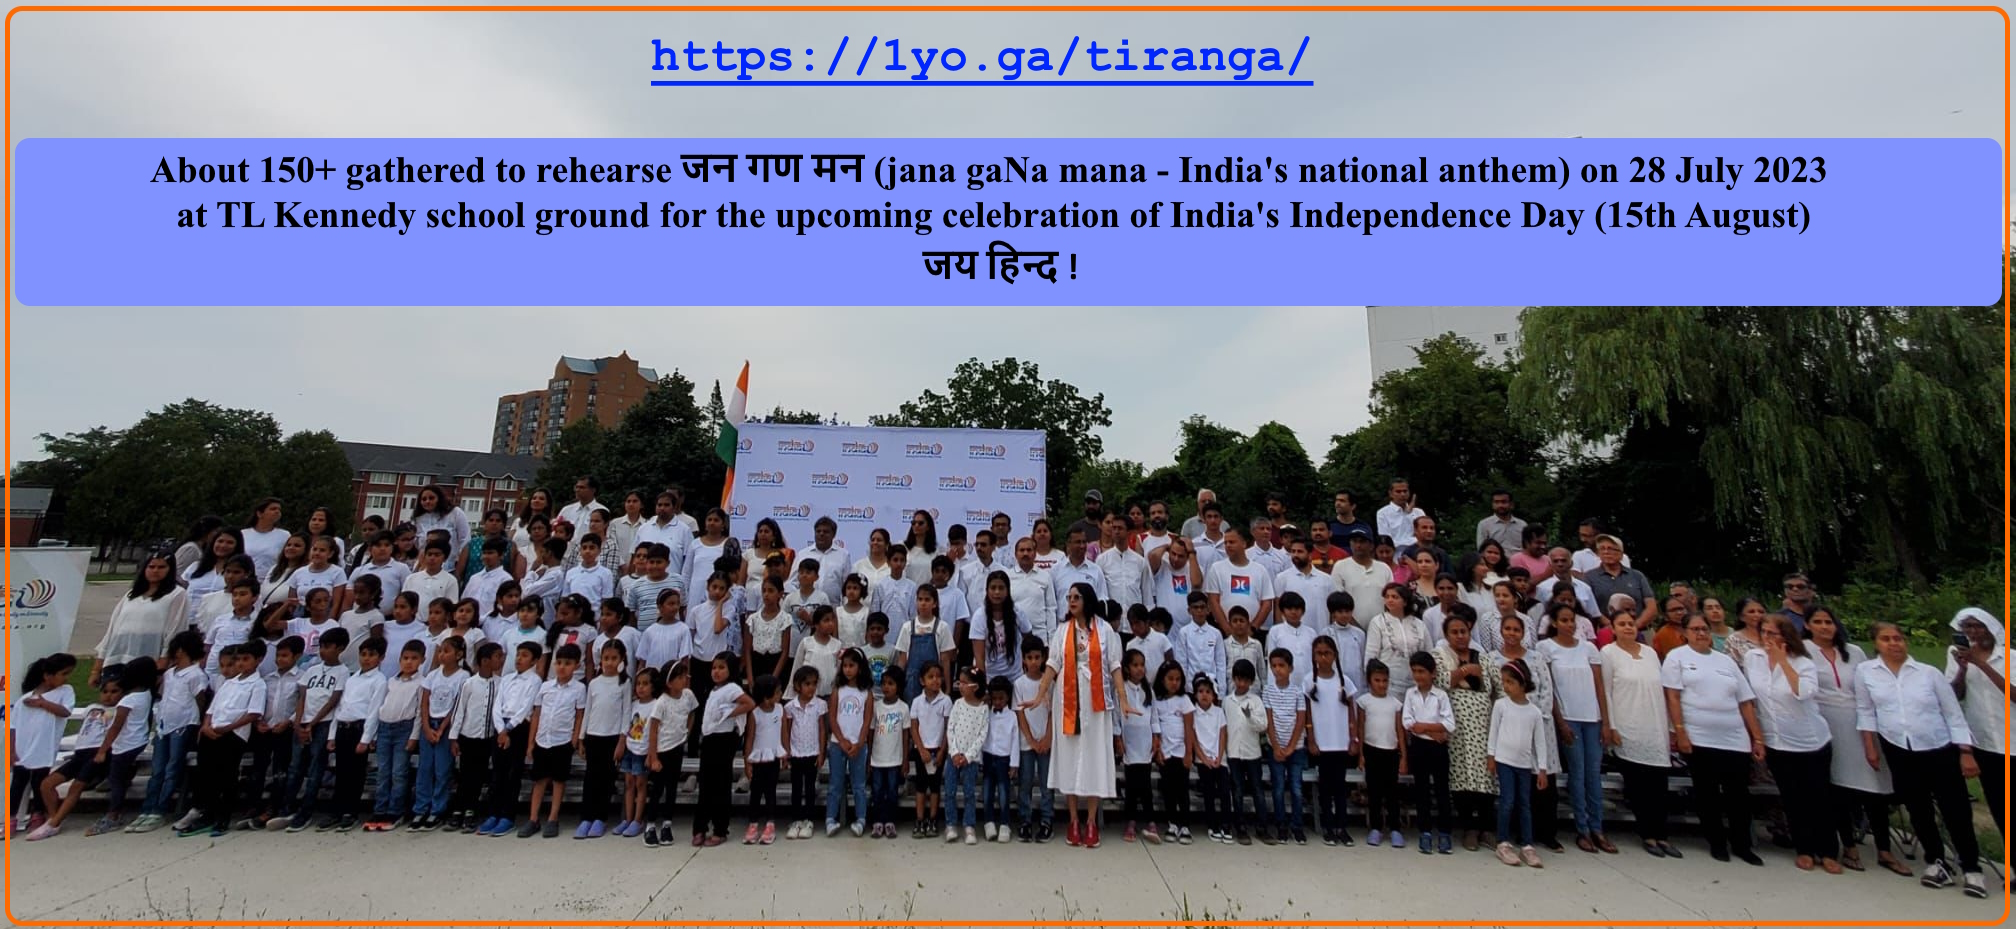 https://1yo.ga/tiranga/
About 150+ gathered to rehearse जन गण मन (jana gaNa mana - India's national anthem) on 28 July 2023
at TL Kennedy school ground for the upcoming celebration of India's Independence Day (15th August)
जय हिन्द !
GAP